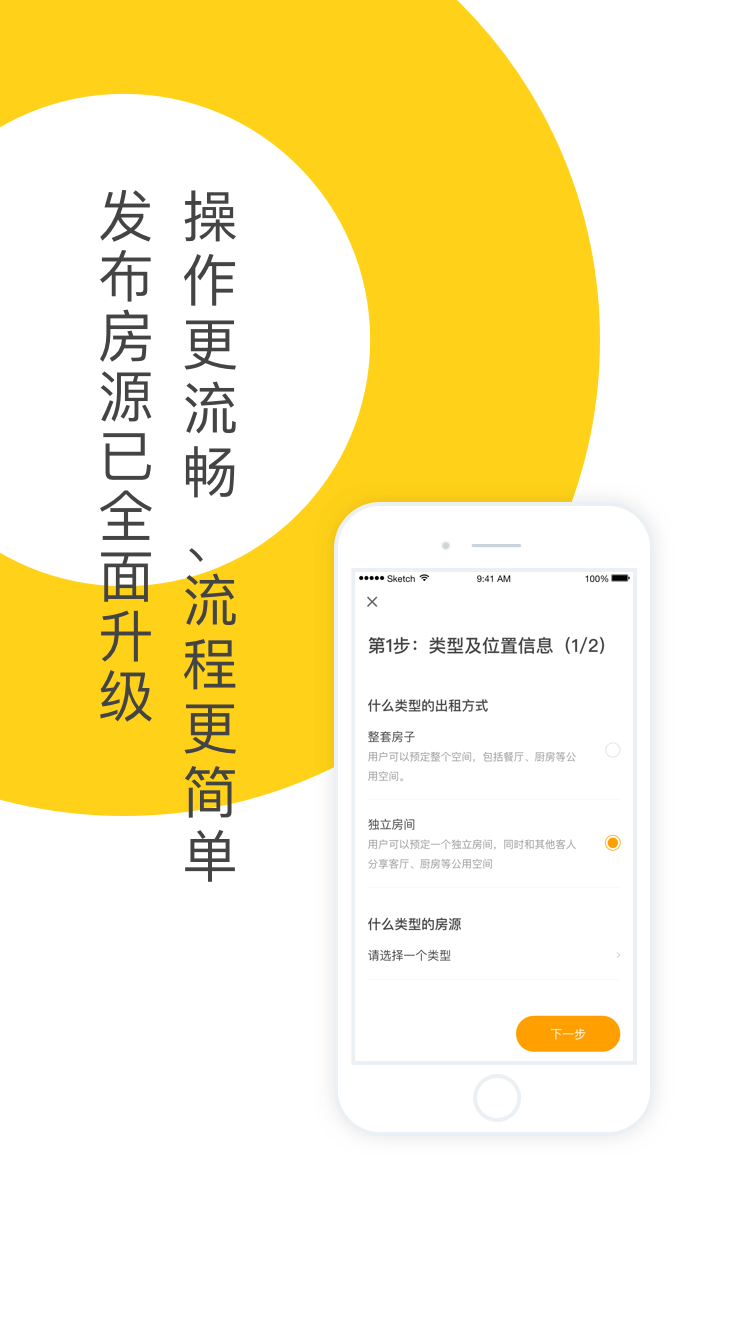 发布房源已全面升级
操作更流畅、流程更简单
Sketch 9:41 AM 100%
第1步：类型及位置信息（1/2）
什么类型的出租方式
整套房子
用户可以预定整个空间，包括餐厅、厨房等公
用空间。
独立房间
用户可以预定一个独立房间，同时和其他客人
分享客厅、厨房等公用空间
什么类型的房源
请选择一个类型
下一步